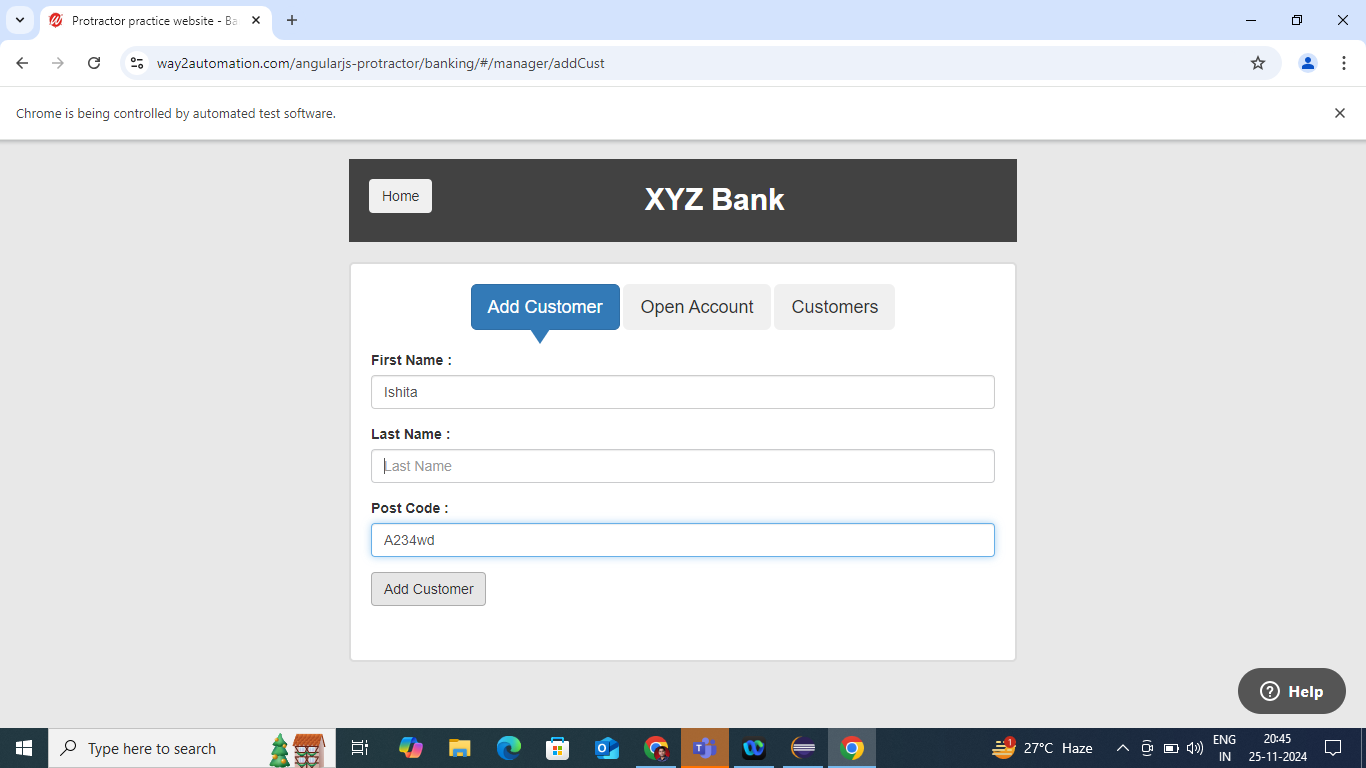 Protractor practice website - Ba
way2automation.com/angularjs-protractor/banking/#/manager/addCust
Chrome is being controlled by automated test software.
Home
XYZ Bank
Add Customer
Open Account
Customers
First Name :
Ishita
Last Name :
Last Name
Post Code :
A234wd
Add Customer
? Help
Type here to search
1
27°C Haze
ENG
IN
20:45
25-11-2024